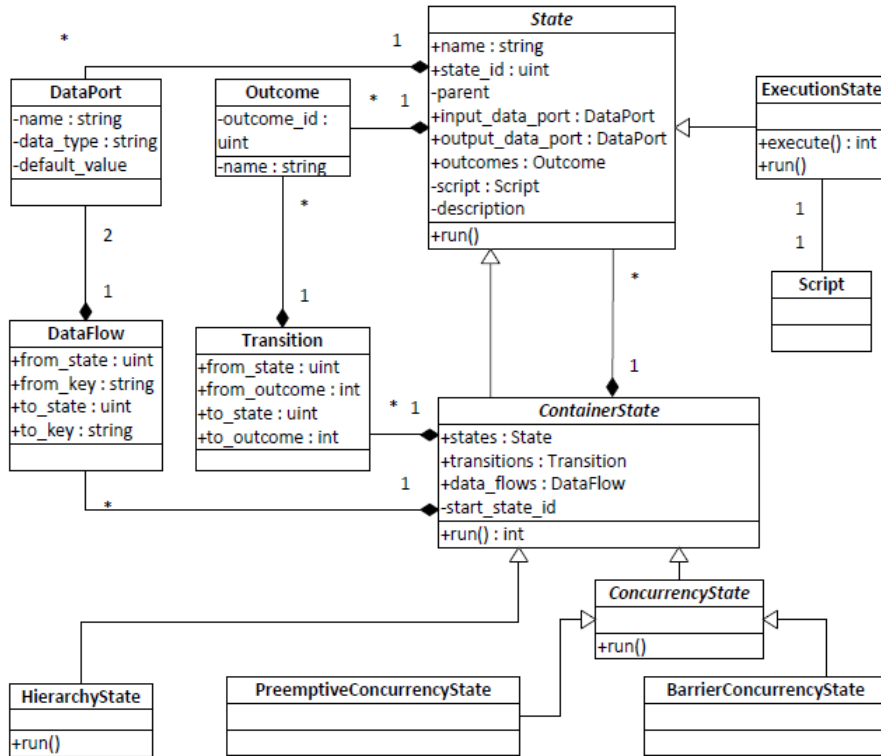 State
+name : string
+state_id : uint
-parent
+input_data_port : DataPort
+output_data_port : DataPort
+outcomes : Outcome
-script : Script
-description
+run()
*
1
DataPort
-name : string
-data_type : string
-default_value
Outcome
-outcome_id :
uint
-name : string
*
1
ExecutionState
+execute() : int
+run()
1
1
Script
2
1
*
1
*
1
DataFlow
+from_state : uint
+from_key : string
+to_state : uint
+to_key : string
Transition
+from_state : uint
+from_outcome : int
+to_state : uint
+to_outcome : int
*
1
*
1
ContainerState
+states : State
+transitions : Transition
+data_flows : DataFlow
-start_state_id
+run() : int
ConcurrencyState
+run()
HierarchyState
+run()
PreemptiveConcurrencyState
BarrierConcurrencyState